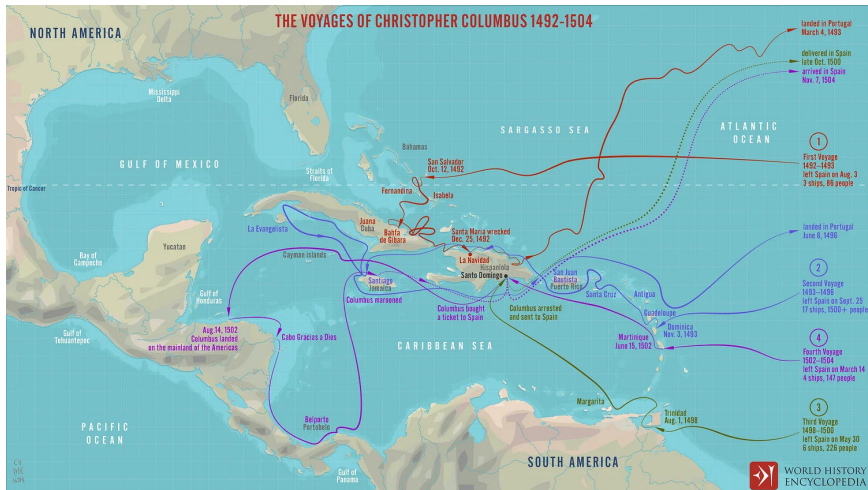 THE VOYAGES OF CHRISTOPHER COLUMBUS 1492-1504
NORTH AMERICA
landed in Portugal
March 4, 1493
delivered in Spain
late Oct. 1500
arrived in Spain
Nov. 7, 1504
Mississippi
Delta
Florida
SARGASSO SEA
ATLANTIC
OCEAN
Bahamas
GULF OF MEXICO
San Salvador
Oct. 12, 1492
Straits of
Florida
1
First Voyage
1492-1493
left Spain on Aug. 3
3 ships, 86 people
Tropic of Cancer
Fernandina
Isabela
Juana
Cuba
La Evangelista
Bahía
de Gibara
Santa Maria wrecked
Dec. 25, 1492
landed in Portugal
June 8, 1496
Yucatan
Bay of
Campeche
Cayman Islands
La Navidad
Hispaniola
Santo Domingo
San Juan
Bautista
Puerto Rico
Santiago
Jamaica
Columbus marooned
Santa Cruz
Antigua
Guadeloupe
2
Second Voyage
1493-1496
left Spain on Sept. 25
17 ships, 1500+ people
Gulf of
Honduras
Columbus bought
a ticket to Spain
Columbus arrested
and sent to Spain
Dominica
Nov. 3, 1493
Gulf of
Tehuantepec
Aug.14, 1502
Columbus landed
on the mainland of the Americas
Cabo Gracias a Dios
Martinique
June 15, 1502
CARIBBEAN SEA
4
Fourth Voyage
1502-1504
left Spain on March 14
4 ships, 147 people
Margarita
Trinidad
Aug. 1, 1498
Belporto
Portobelo
3
Third Voyage
1498-1500
left Spain on May 30
6 ships, 226 people
PACIFIC
OCEAN
Gulf of
Panama
SOUTH AMERICA
WORLD HISTORY
ENCYCLOPEDIA